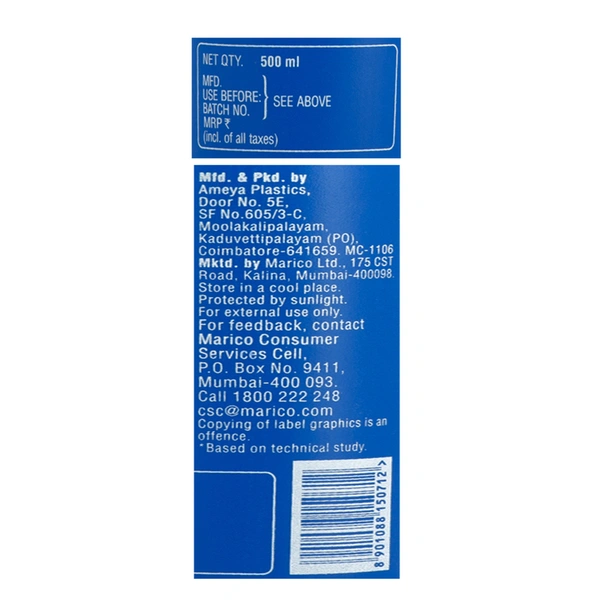 NET QTY. 500 ml
MFD.
USE BEFORE:
BATCH NO.
SEE ABOVE
MRP ₹
(incl. of all taxes)
Mfd. & Pkd. by
Ameya Plastics,
Door No. 5E,
SF No.605/3-C,
Moolakalipalayam,
Kaduvettipalayam (PO),
Coimbatore-641659. MC-1106
Mktd. by Marico Ltd., 175 CST
Road, Kalina, Mumbai-400098.
Store in a cool place.
Protected by sunlight.
For external use only.
For feedback, contact
Marico Consumer
Services Cell,
P.O. Box No. 9411,
Mumbai-400 093.
Call 1800 222 248
csc@marico.com
Copying of label graphics is an
offence.
*Based on technical study.
8 901088 150712 >